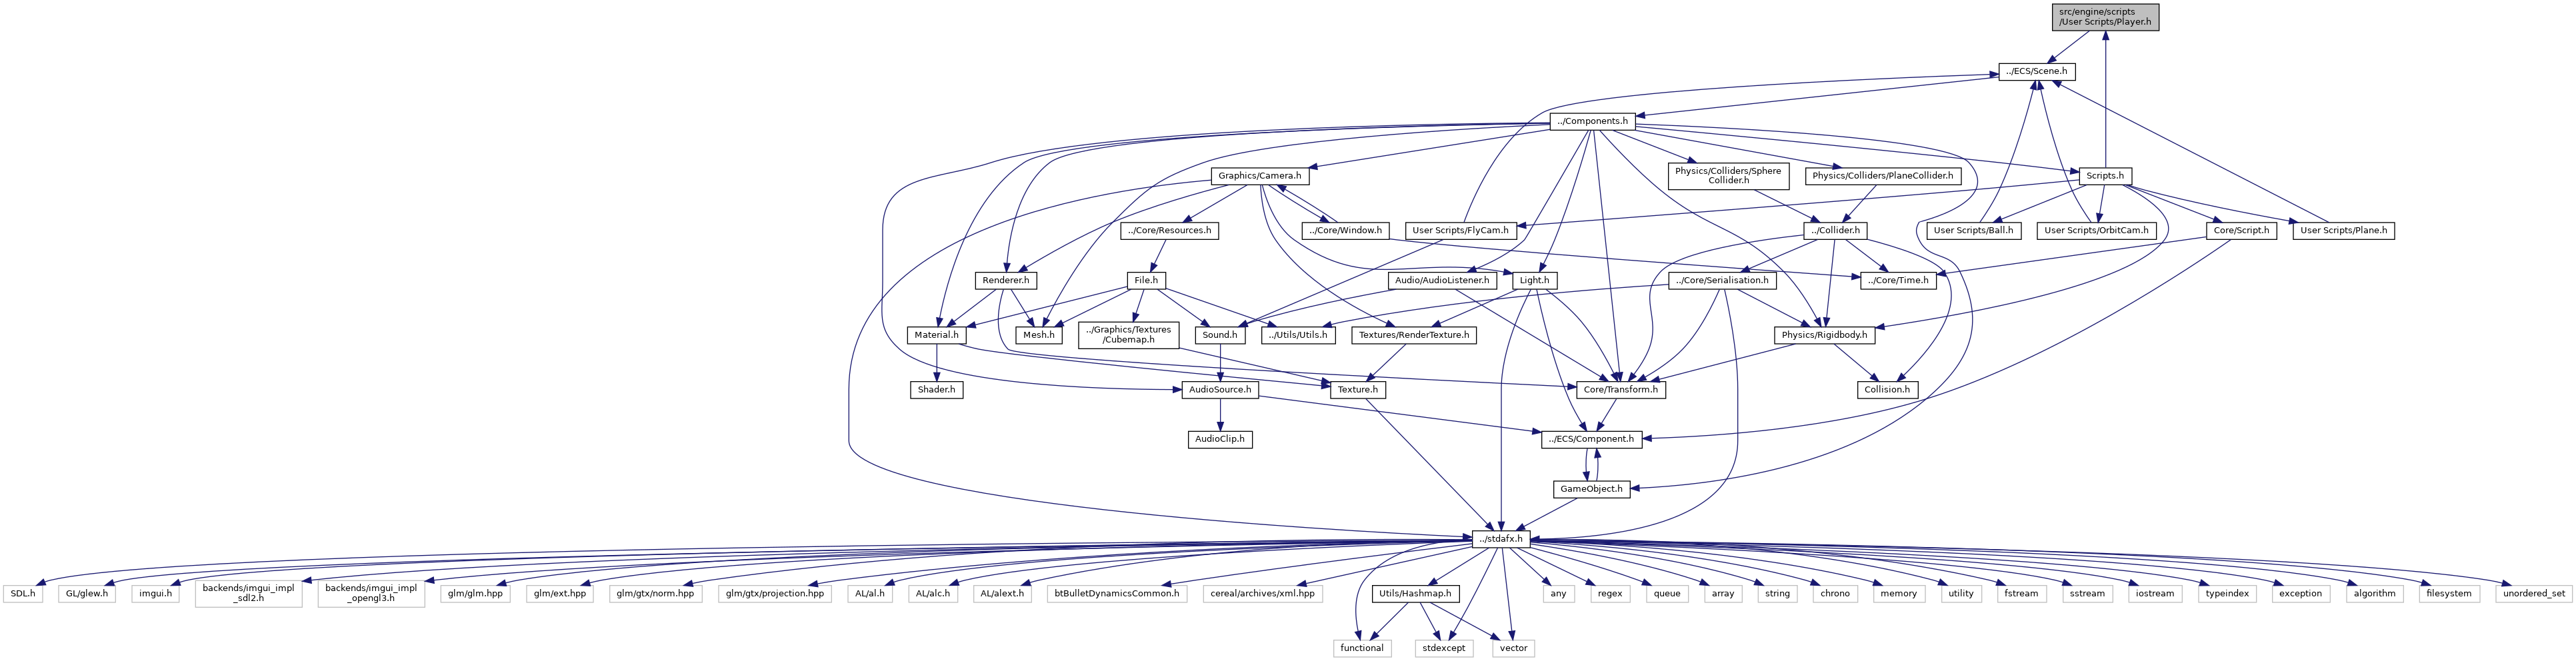 src/engine/scripts
/User Scripts/Player.h
../ECS/Scene.h
../Components.h
Graphics/Camera.h
Physics/Colliders/Sphere
Collider.h
Physics/Colliders/PlaneCollider.h
Scripts.h
../Core/Resources.h
../Core/Window.h
User Scripts/FlyCam.h
../Collider.h
User Scripts/Ball.h
User Scripts/OrbitCam.h
Core/Script.h
User Scripts/Plane.h
Renderer.h
File.h
Audio/AudioListener.h
Light.h
../Core/Serialisation.h
../Core/Time.h
Material.h
Mesh.h
../Graphics/Textures
/Cubemap.h
Sound.h
../Utils/Utils.h
Textures/RenderTexture.h
Physics/Rigidbody.h
Shader.h
AudioSource.h
Texture.h
Core/Transform.h
Collision.h
AudioClip.h
../ECS/Component.h
GameObject.h
../stdafx.h
SDL.h
GL/glew.h
imgui.h
backends/imgui_impl
_sdl2.h
backends/imgui_impl
_opengl3.h
glm/glm.hpp
glm/ext.hpp
glm/gtx/norm.hpp
glm/gtx/projection.hpp
AL/al.h
AL/alc.h
AL/alext.h
btBulletDynamicsCommon.h
cereal/archives/xml.hpp
Utils/Hashmap.h
any
regex
queue
array
string
chrono
memory
utility
fstream
sstream
iostream
typeindex
exception
algorithm
filesystem
unordered_set
functional
stdexcept
vector